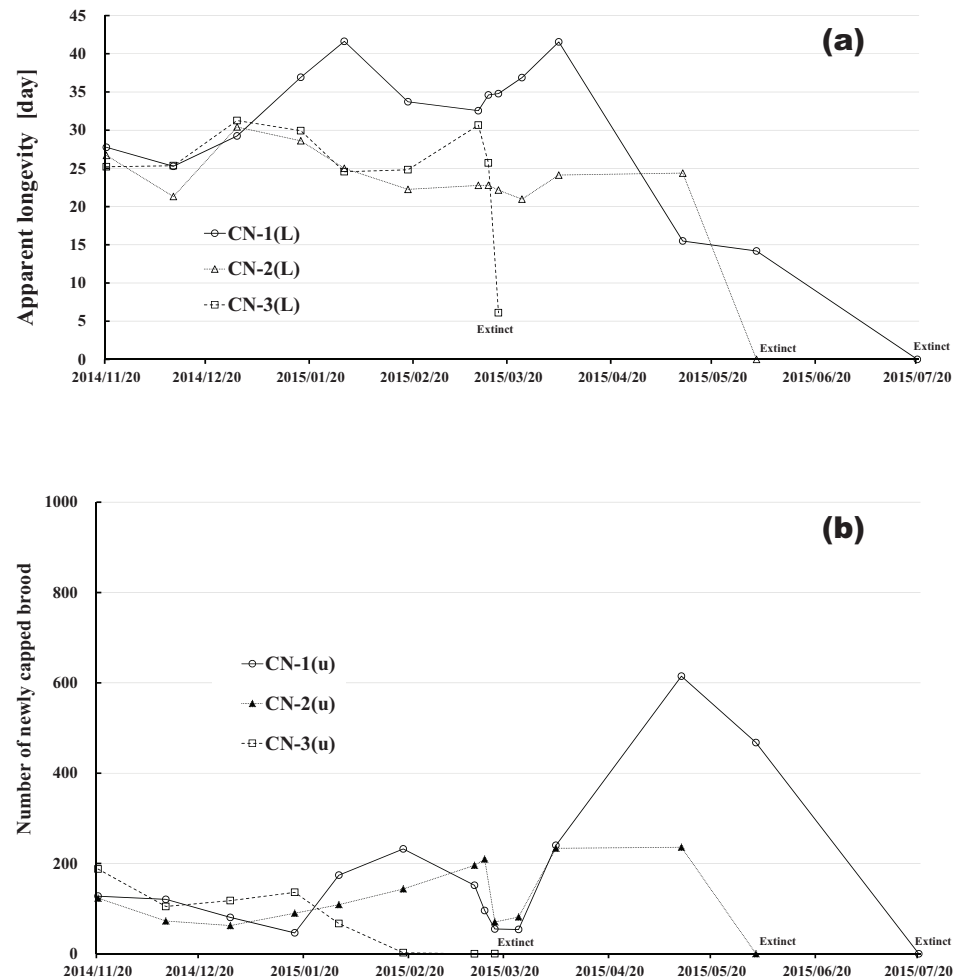 (a)
Apparent longevity [day]
45
40
35
30
25
20
15
10
5
0
CN-1(L)
CN-2(L)
CN-3(L)
Extinct
Extinct
Extinct
2014/11/20 2014/12/20 2015/01/20 2015/02/20 2015/03/20 2015/04/20 2015/05/20 2015/06/20 2015/07/20
(b)
Number of newly capped brood
1000
800
600
400
200
0
CN-1(u)
CN-2(u)
CN-3(u)
Extinct
Extinct
Extinct
2014/11/20 2014/12/20 2015/01/20 2015/02/20 2015/03/20 2015/04/20 2015/05/20 2015/06/20 2015/07/20